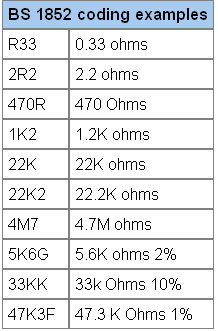 BS 1852 coding examples
R33 0.33 ohms
2R2 2.2 ohms
470R 470 Ohms
1K2 1.2K ohms
22K 22K ohms
22K2 22.2K ohms
4M7 4.7M ohms
5K6G 5.6K ohms 2%
33KK 33k Ohms 10%
47K3F 47.3 K Ohms 1%